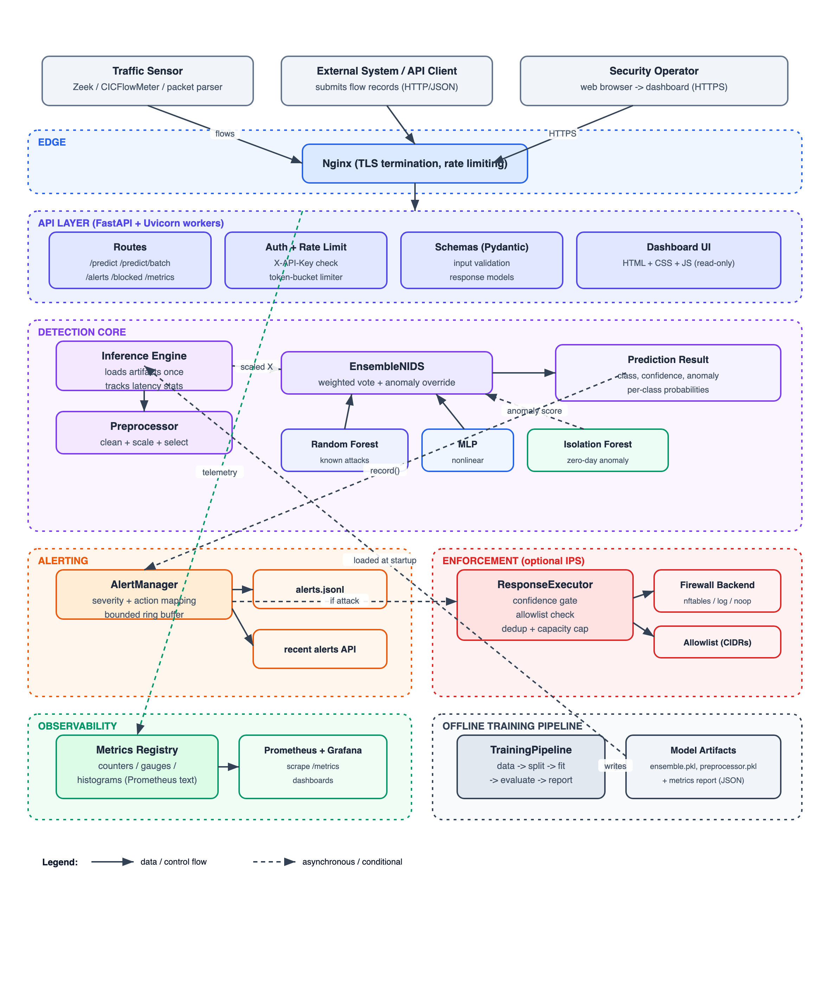 Traffic Sensor
Zeek / CICFlowMeter / packet parser
External System / API Client
submits flow records (HTTP/JSON)
Security Operator
web browser -> dashboard (HTTPS)
flows
HTTPS
EDGE
Nginx (TLS termination, rate limiting)
API LAYER (FastAPI + Uvicorn workers)
Routes
/predict /predict/batch
/alerts /blocked /metrics
Auth + Rate Limit
X-API-Key check
token-bucket limiter
Schemas (Pydantic)
input validation
response models
Dashboard UI
HTML + CSS + JS (read-only)
DETECTION CORE
Inference Engine
loads artifacts once
tracks latency stats
scaled X
EnsembleNIDS
weighted vote + anomaly override
Prediction Result
class, confidence, anomaly
per-class probabilities
anomaly score
Preprocessor
clean + scale + select
Random Forest
known attacks
MLP
nonlinear
Isolation Forest
zero-day anomaly
telemetry
record()
loaded at startup
ALERTING
AlertManager
severity + action mapping
bounded ring buffer
alerts.jsonl
if attack
recent alerts API
ENFORCEMENT (optional IPS)
ResponseExecutor
confidence gate
allowlist check
dedup + capacity cap
Firewall Backend
nftables / log / noop
Allowlist (CIDRs)
OBSERVABILITY
Metrics Registry
counters / gauges /
histograms (Prometheus text)
Prometheus + Grafana
scrape /metrics
dashboards
OFFLINE TRAINING PIPELINE
TrainingPipeline
data -> split -> fit
-> evaluate -> report
writes
Model Artifacts
ensemble.pkl, preprocessor.pkl
+ metrics report (JSON)
Legend:
data / control flow
asynchronous / conditional